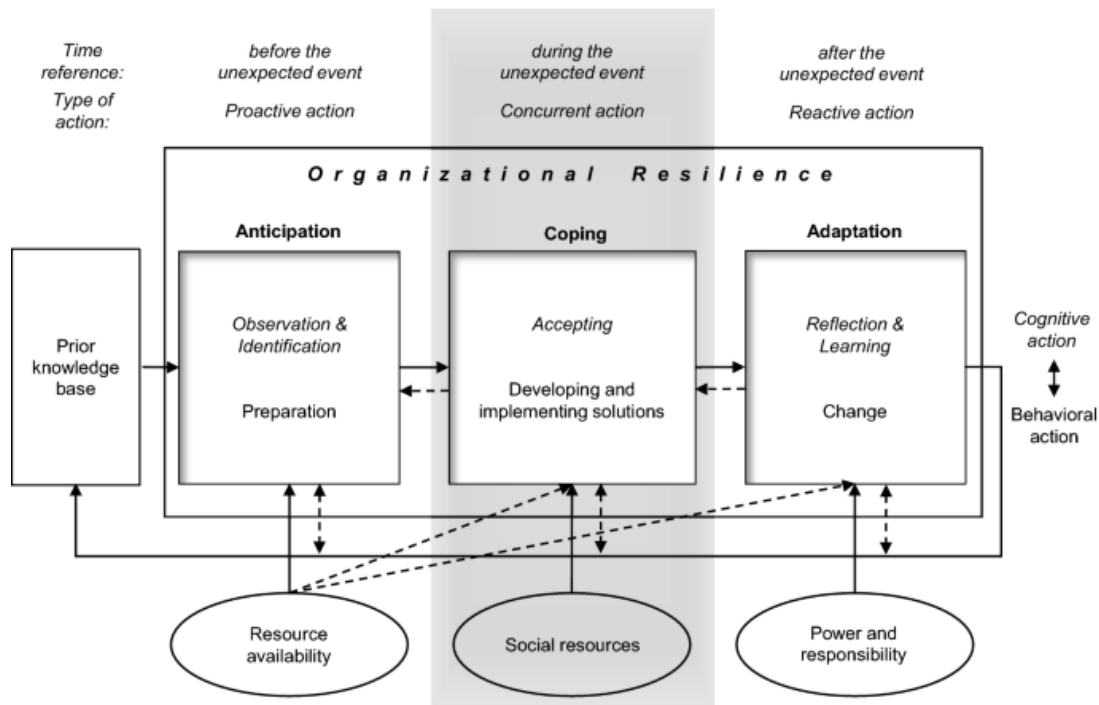 Time reference:
before the unexpected event
during the unexpected event
after the unexpected event
Type of action:
Proactive action
Concurrent action
Reactive action
Organizational Resilience
Anticipation
Coping
Adaptation
Prior
knowledge
base
Observation &
Identification
Preparation
Accepting
Developing and
implementing solutions
Reflection &
Learning
Change
Cognitive
action
Behavioral
action
Resource
availability
Social resources
Power and
responsibility